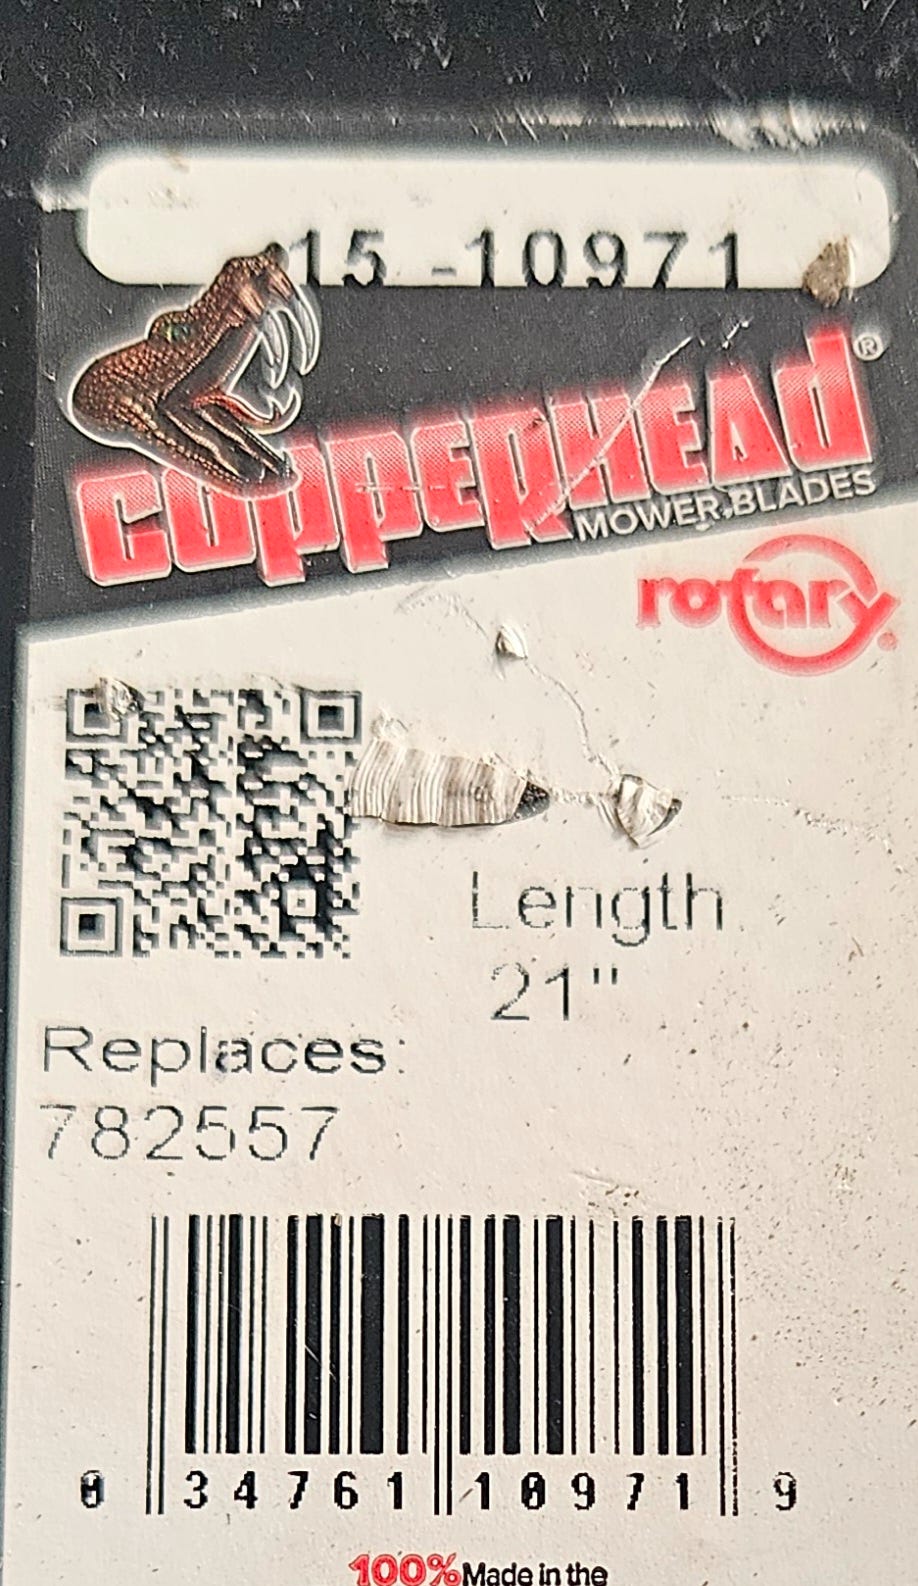 15 -10971
COPPERHEAD®
MOWER BLADES
rotary
Length
21"
Replaces:
782557
0 34761 10971 9
100% Made in the